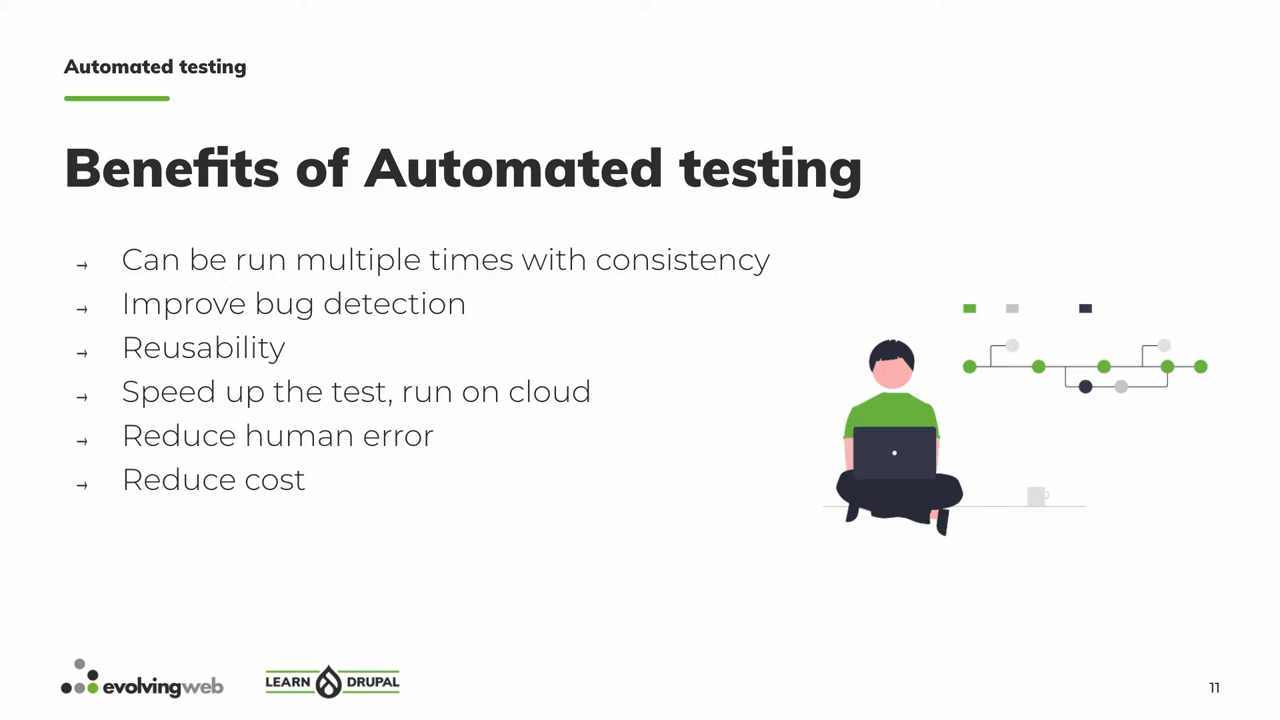 Automated testing
Benefits of Automated testing
→ Can be run multiple times with consistency
→ Improve bug detection
→ Reusability
→ Speed up the test, run on cloud
→ Reduce human error
→ Reduce cost
evolvingweb
LEARN DRUPAL
11